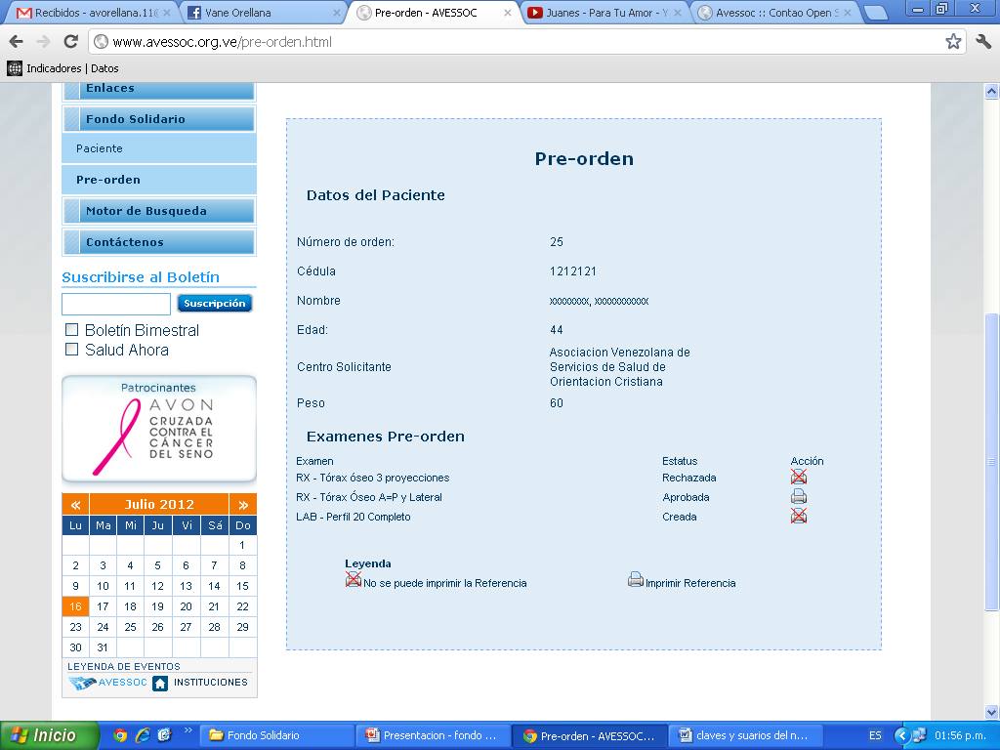 Recibidos - avorellana.11@
Vane Orellana
Pre-orden - AVESSOC
Juanes - Para Tu Amor - Y
Avessoc :: Contao Open S
www.avessoc.org.ve/pre-orden.html
Indicadores | Datos
Enlaces
Fondo Solidario
Paciente
Pre-orden
Motor de Busqueda
Contáctenos
Suscribirse al Boletín
Suscripción
Boletín Bimestral
Salud Ahora
Patrocinantes
AVON
CRUZADA
CONTRA EL
CÁNCER
DEL SENO
« Julio 2012 »
Lu Ma Mi Ju Vi Sá Do
1
2 3 4 5 6 7 8
9 10 11 12 13 14 15
16 17 18 19 20 21 22
23 24 25 26 27 28 29
30 31
LEYENDA DE EVENTOS
AVESSOC INSTITUCIONES
Pre-orden
Datos del Paciente
Número de orden: 25
Cédula 1212121
Nombre xxxxxxxx, xxxxxxxxxxx
Edad: 44
Centro Solicitante Asociacion Venezolana de
Servicios de Salud de
Orientacion Cristiana
Peso 60
Examenes Pre-orden
Examen Estatus Acción
RX - Tórax óseo 3 proyecciones Rechazada
RX - Tórax Óseo A=P y Lateral Aprobada
LAB - Perfil 20 Completo Creada
Leyenda
No se puede imprimir la Referencia Imprimir Referencia
Inicio
»
Fondo Solidario
Presentacion - fondo ...
Pre-orden - AVESSOC...
claves y suarios del n...
ES
01:56 p.m.